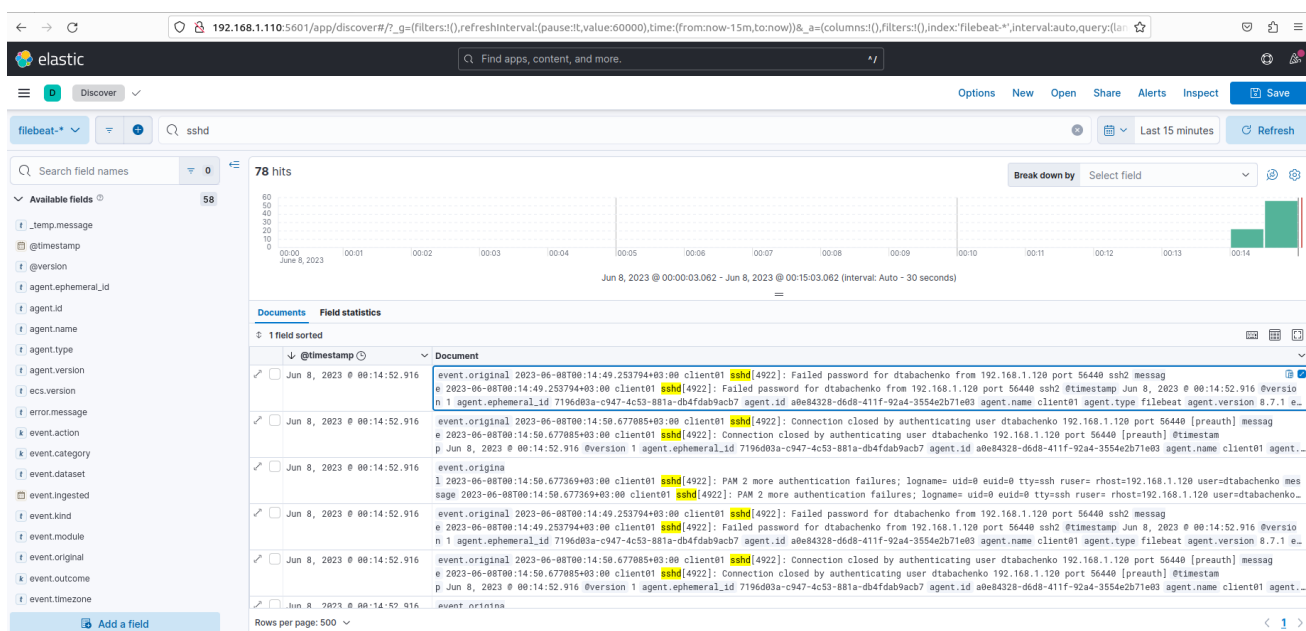 192.168.1.110:5601/app/discover#/?_g=(filters:!(),refreshInterval:(pause:!t,value:60000),time:(from:now-15m,to:now))&_a=(columns:!(),filters:!(),index:'filebeat-*',interval:auto,query:(lan
elastic
Find apps, content, and more.
^/
D Discover
Options New Open Share Alerts Inspect Save
filebeat-* sshd Last 15 minutes Refresh
Search field names 0
78 hits
Break down by Select field
Available fields 58
_temp.message
@timestamp
@version
agent.ephemeral_id
agent.id
agent.name
agent.type
agent.version
ecs.version
error.message
event.action
event.category
event.dataset
event.ingested
event.kind
event.module
event.original
event.outcome
event.timezone
Add a field
60
50
40
30
20
10
0
00:00 00:01 00:02 00:03 00:04 00:05 00:06 00:07 00:08 00:09 00:10 00:11 00:12 00:13 00:14
June 8, 2023
Jun 8, 2023 @ 00:00:03.062 - Jun 8, 2023 @ 00:15:03.062 (interval: Auto - 30 seconds)
Documents Field statistics
1 field sorted
@timestamp Document
Jun 8, 2023 @ 00:14:52.916 event.original 2023-06-08T00:14:49.253794+03:00 client01 sshd[4922]: Failed password for dtabachenko from 192.168.1.120 port 56440 ssh2 messag
e 2023-06-08T00:14:49.253794+03:00 client01 sshd[4922]: Failed password for dtabachenko from 192.168.1.120 port 56440 ssh2 @timestamp Jun 8, 2023 @ 00:14:52.916 @versio
n 1 agent.ephemeral_id 7196d03a-c947-4c53-881a-db4fdab9acb7 agent.id a0e84328-d6d8-411f-92a4-3554e2b71e03 agent.name client01 agent.type filebeat agent.version 8.7.1 e…
Jun 8, 2023 @ 00:14:52.916 event.original 2023-06-08T00:14:50.677085+03:00 client01 sshd[4922]: Connection closed by authenticating user dtabachenko 192.168.1.120 port 56440 [preauth] messag
e 2023-06-08T00:14:50.677085+03:00 client01 sshd[4922]: Connection closed by authenticating user dtabachenko 192.168.1.120 port 56440 [preauth] @timestam
p Jun 8, 2023 @ 00:14:52.916 @version 1 agent.ephemeral_id 7196d03a-c947-4c53-881a-db4fdab9acb7 agent.id a0e84328-d6d8-411f-92a4-3554e2b71e03 agent.name client01 agent.…
Jun 8, 2023 @ 00:14:52.916 event.origina
l 2023-06-08T00:14:50.677369+03:00 client01 sshd[4922]: PAM 2 more authentication failures; logname= uid=0 euid=0 tty=ssh ruser= rhost=192.168.1.120 user=dtabachenko mes
sage 2023-06-08T00:14:50.677369+03:00 client01 sshd[4922]: PAM 2 more authentication failures; logname= uid=0 euid=0 tty=ssh ruser= rhost=192.168.1.120 user=dtabachenko…
Jun 8, 2023 @ 00:14:52.916 event.original 2023-06-08T00:14:49.253794+03:00 client01 sshd[4922]: Failed password for dtabachenko from 192.168.1.120 port 56440 ssh2 messag
e 2023-06-08T00:14:49.253794+03:00 client01 sshd[4922]: Failed password for dtabachenko from 192.168.1.120 port 56440 ssh2 @timestamp Jun 8, 2023 @ 00:14:52.916 @versio
n 1 agent.ephemeral_id 7196d03a-c947-4c53-881a-db4fdab9acb7 agent.id a0e84328-d6d8-411f-92a4-3554e2b71e03 agent.name client01 agent.type filebeat agent.version 8.7.1 e…
Jun 8, 2023 @ 00:14:52.916 event.original 2023-06-08T00:14:50.677085+03:00 client01 sshd[4922]: Connection closed by authenticating user dtabachenko 192.168.1.120 port 56440 [preauth] messag
e 2023-06-08T00:14:50.677085+03:00 client01 sshd[4922]: Connection closed by authenticating user dtabachenko 192.168.1.120 port 56440 [preauth] @timestam
p Jun 8, 2023 @ 00:14:52.916 @version 1 agent.ephemeral_id 7196d03a-c947-4c53-881a-db4fdab9acb7 agent.id a0e84328-d6d8-411f-92a4-3554e2b71e03 agent.name client01 agent.…
Jun 8, 2023 @ 00:14:52.916 event.origina
Rows per page: 500 1